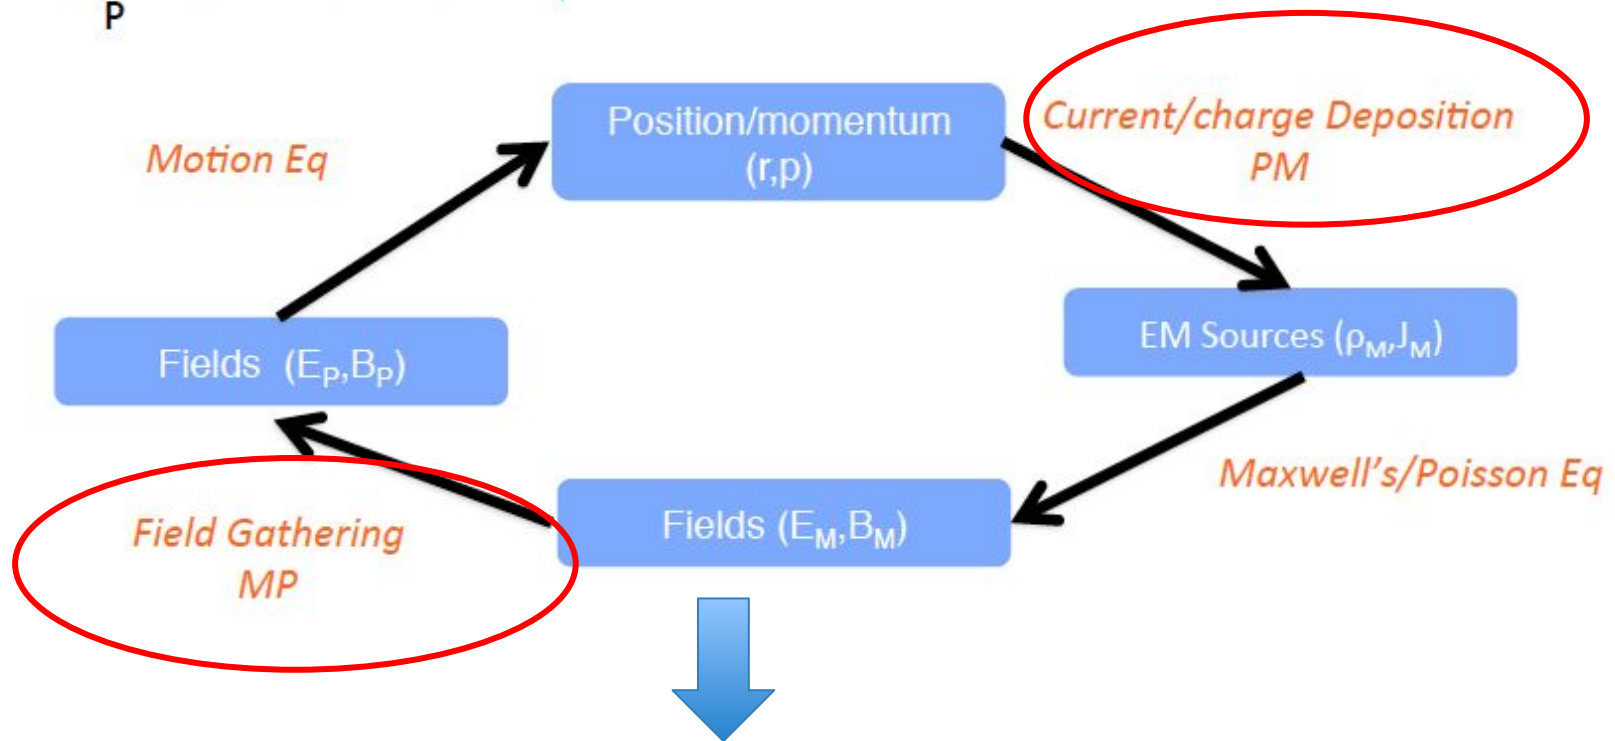 P
Position/momentum
(r,p)
Current/charge Deposition
PM
Motion Eq
EM Sources (ρM,JM)
Fields (EP,BP)
Maxwell's/Poisson Eq
Fields (EM,BM)
Field Gathering
MP